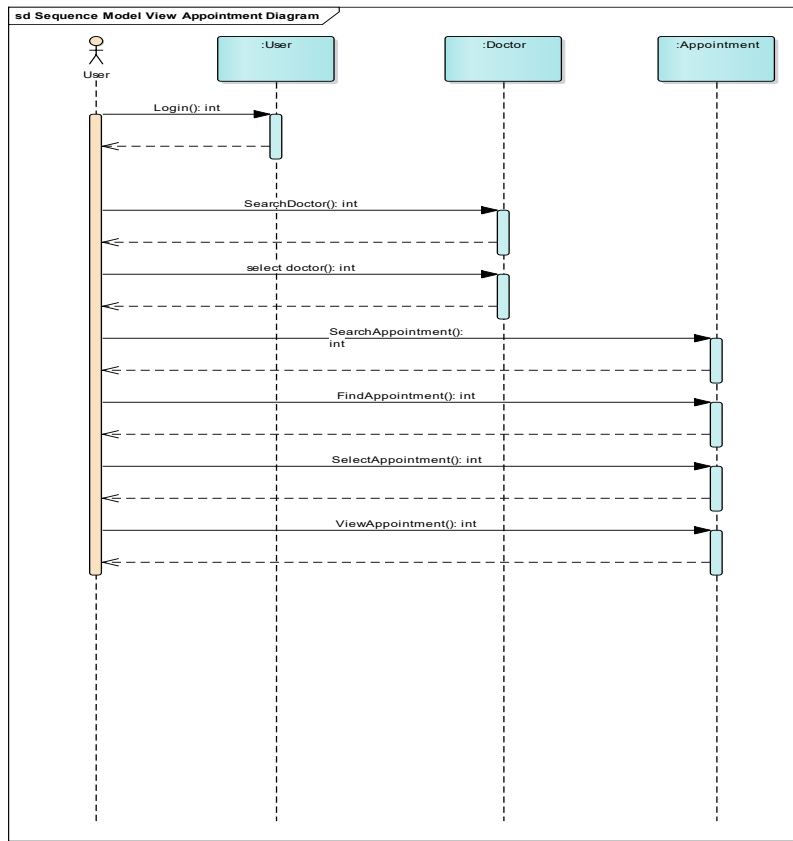 sd Sequence Model View Appointment Diagram
:User
:Doctor
:Appointment
User
Login(): int
SearchDoctor(): int
select doctor(): int
SearchAppointment():
int
FindAppointment(): int
SelectAppointment(): int
ViewAppointment(): int